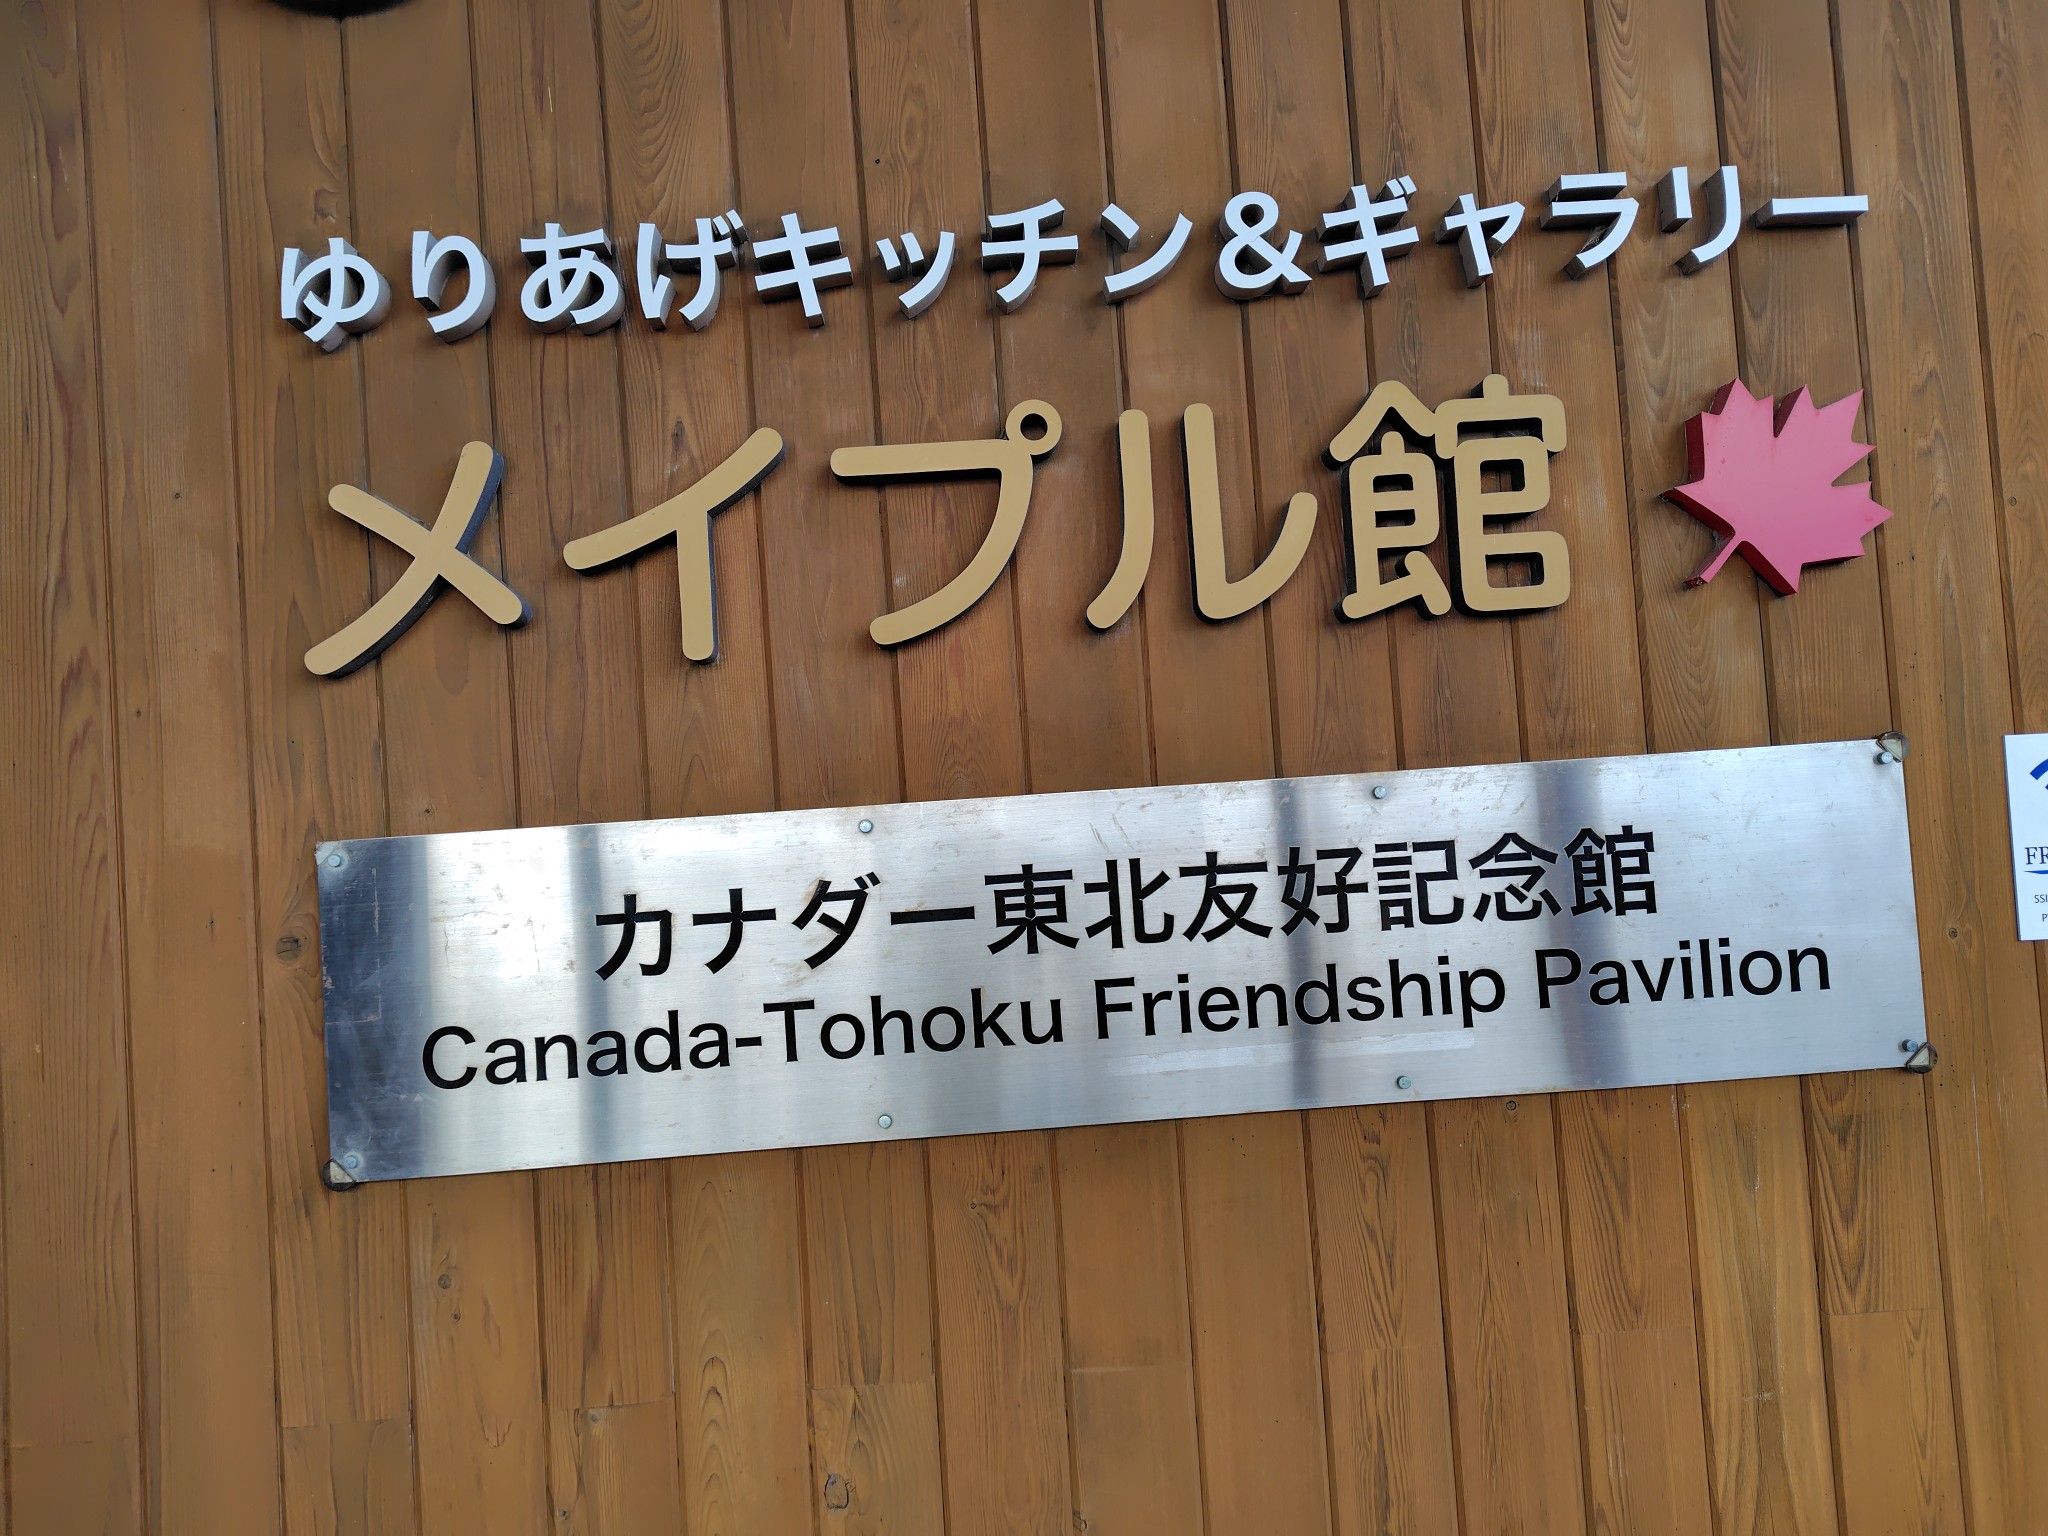 ゆりあげキッチン&ギャラリー
メイプル館
カナダー東北友好記念館
Canada-Tohoku Friendship Pavilion